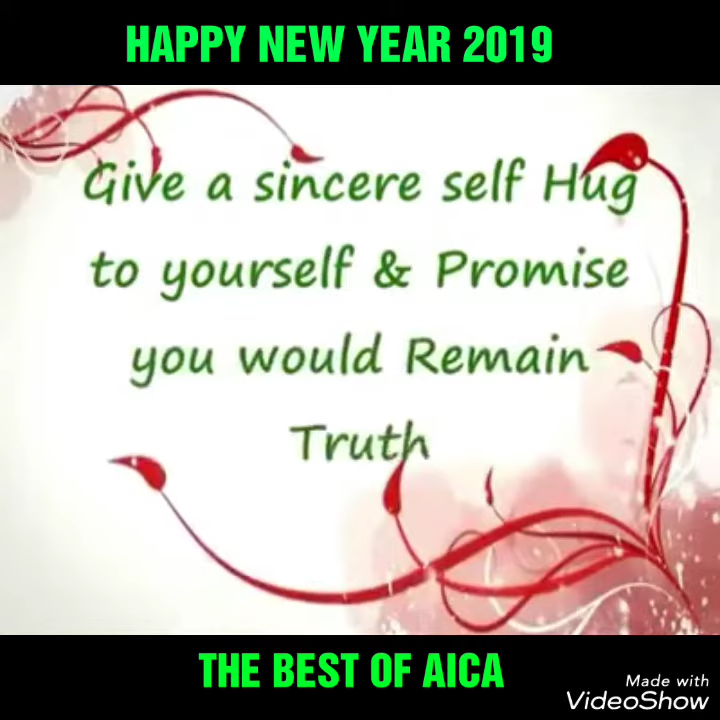 HAPPY NEW YEAR 2019
Give a sincere self Hug
to yourself & Promise
you would Remain
Truth
THE BEST OF AICA
Made with
VideoShow